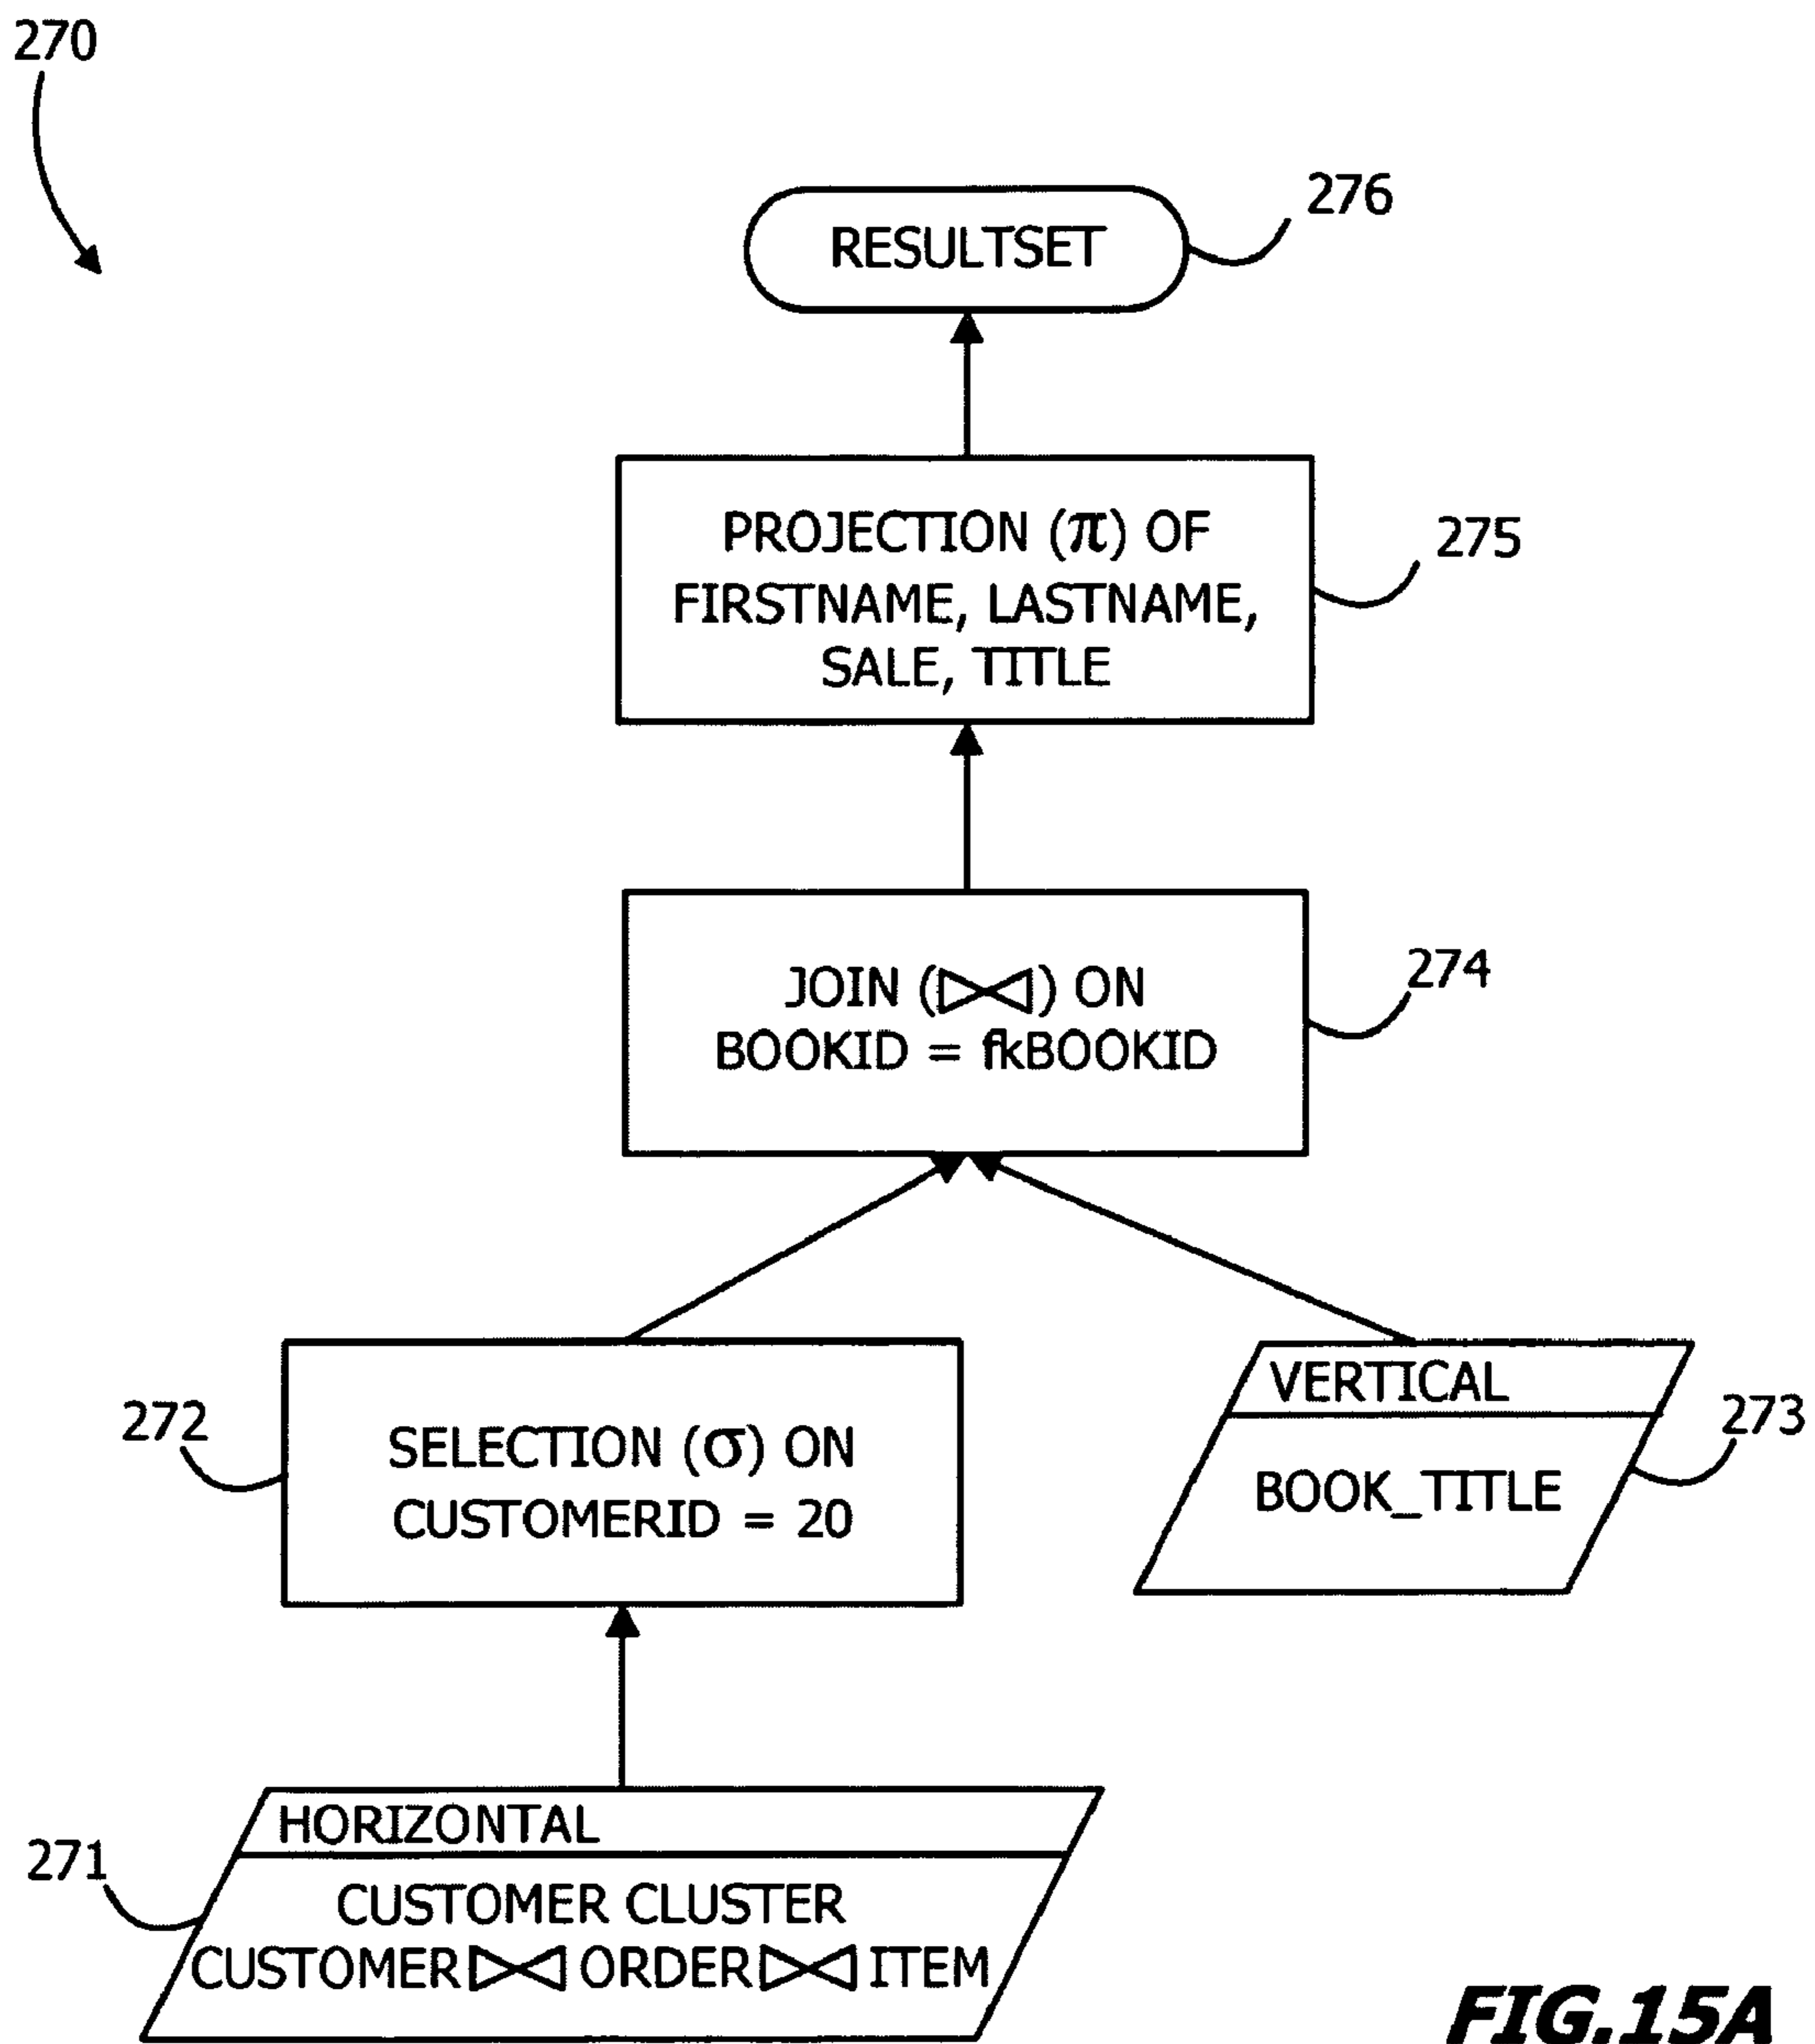 270
276
RESULTSET
275
PROJECTION (π) OF
FIRSTNAME, LASTNAME,
SALE, TITLE
274
JOIN (⋈) ON
BOOKID = fkBOOKID
272
SELECTION (σ) ON
CUSTOMERID = 20
VERTICAL
273
BOOK_TITLE
271
HORIZONTAL
CUSTOMER CLUSTER
CUSTOMER ⋈ ORDER ⋈ ITEM
FIG.15A